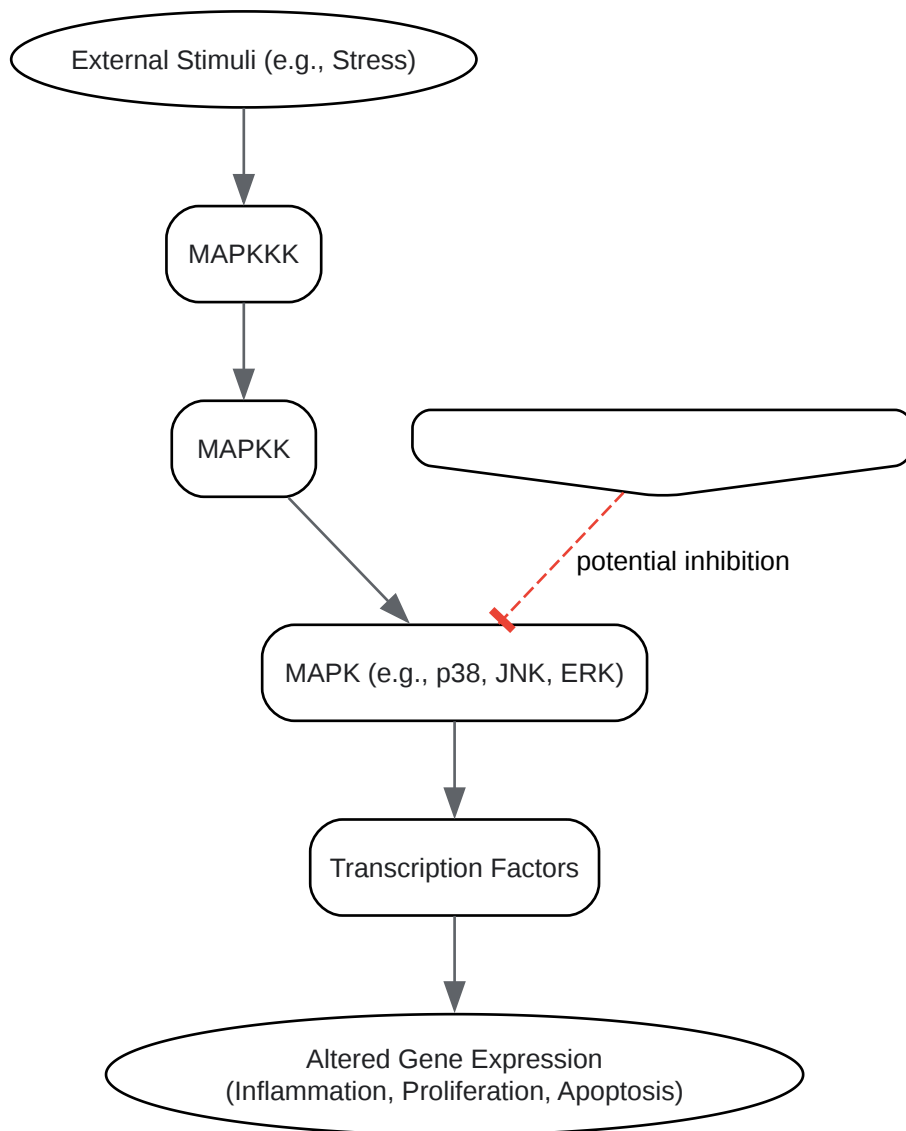 External Stimuli (e.g., Stress)
MAPKKK
MAPKK
potential inhibition
MAPK (e.g., p38, JNK, ERK)
Transcription Factors
Altered Gene Expression
(Inflammation, Proliferation, Apoptosis)